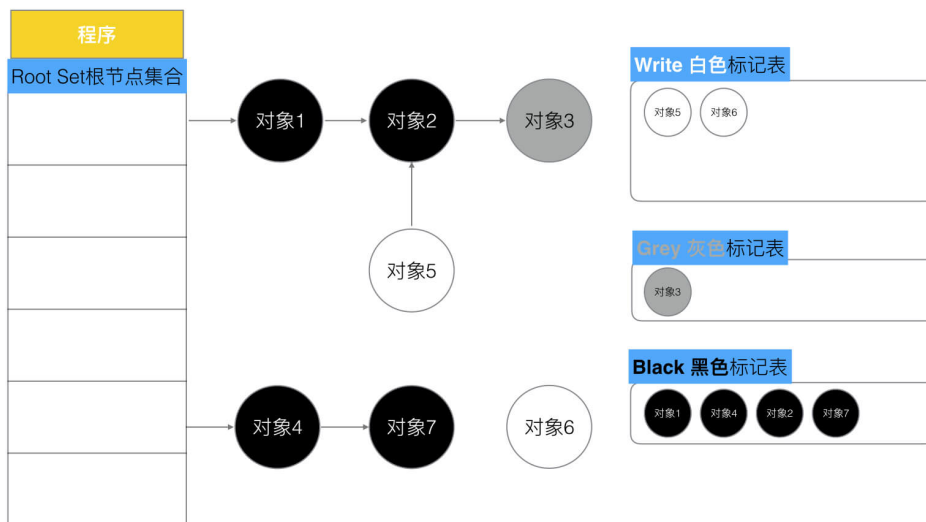 程序
Root Set根节点集合
对象1
对象2
对象3
对象5
对象4
对象7
对象6
Write 白色标记表
对象5
对象6
Grey 灰色标记表
对象3
Black 黑色标记表
对象1
对象4
对象2
对象7